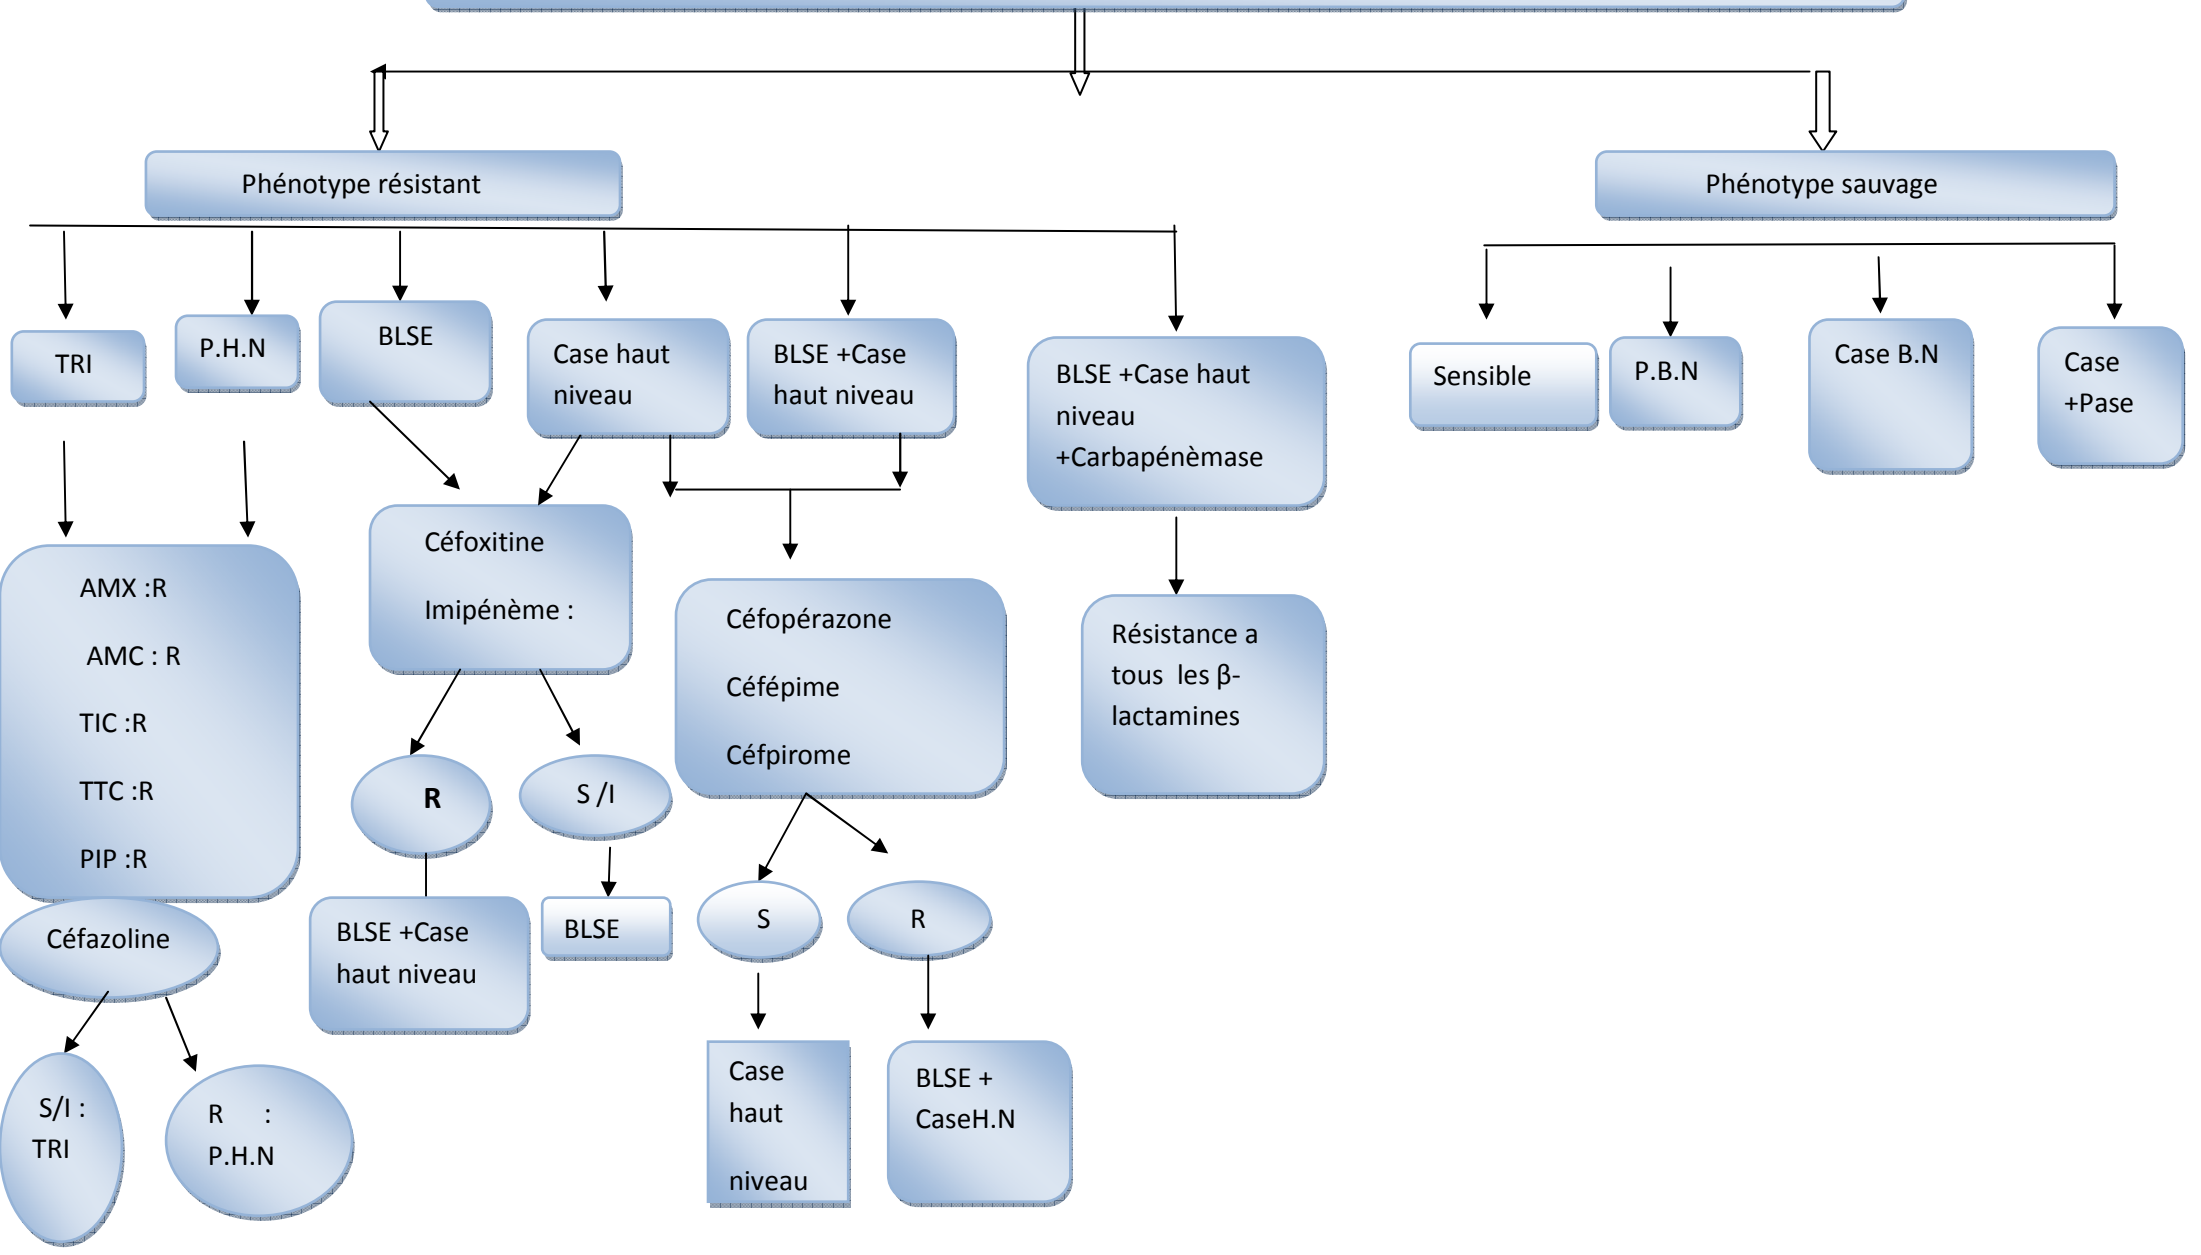 Phénotype résistant
Phénotype sauvage
TRI
P.H.N
BLSE
Case haut
niveau
BLSE +Case
haut niveau
BLSE +Case haut
niveau
+Carbapénèmase
Sensible
P.B.N
Case B.N
Case
+Pase
AMX :R
AMC : R
TIC :R
TTC :R
PIP :R
Céfoxitine
Imipénème :
Céfopérazone
Céfépime
Céfpirome
Résistance a
tous les β-
lactamines
R
S /I
Céfazoline
BLSE +Case
haut niveau
BLSE
S
R
S/I :
TRI
R :
P.H.N
Case
haut
niveau
BLSE +
CaseH.N